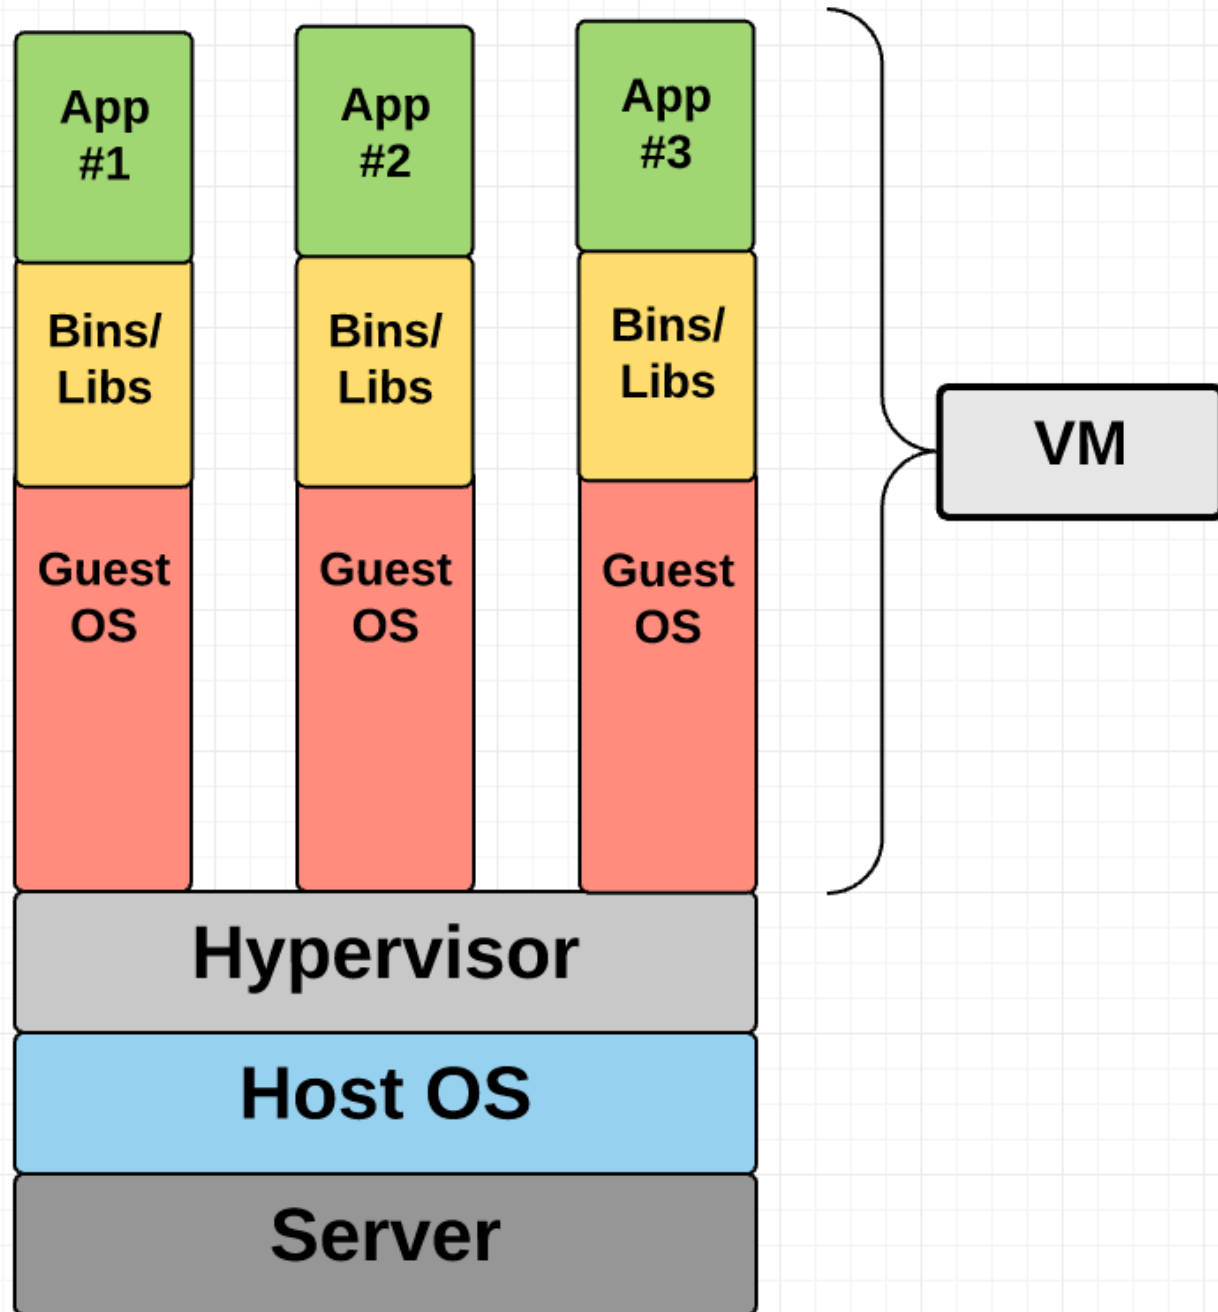 App
#1
App
#2
App
#3
Bins/
Libs
Bins/
Libs
Bins/
Libs
VM
Guest
OS
Guest
OS
Guest
OS
Hypervisor
Host OS
Server